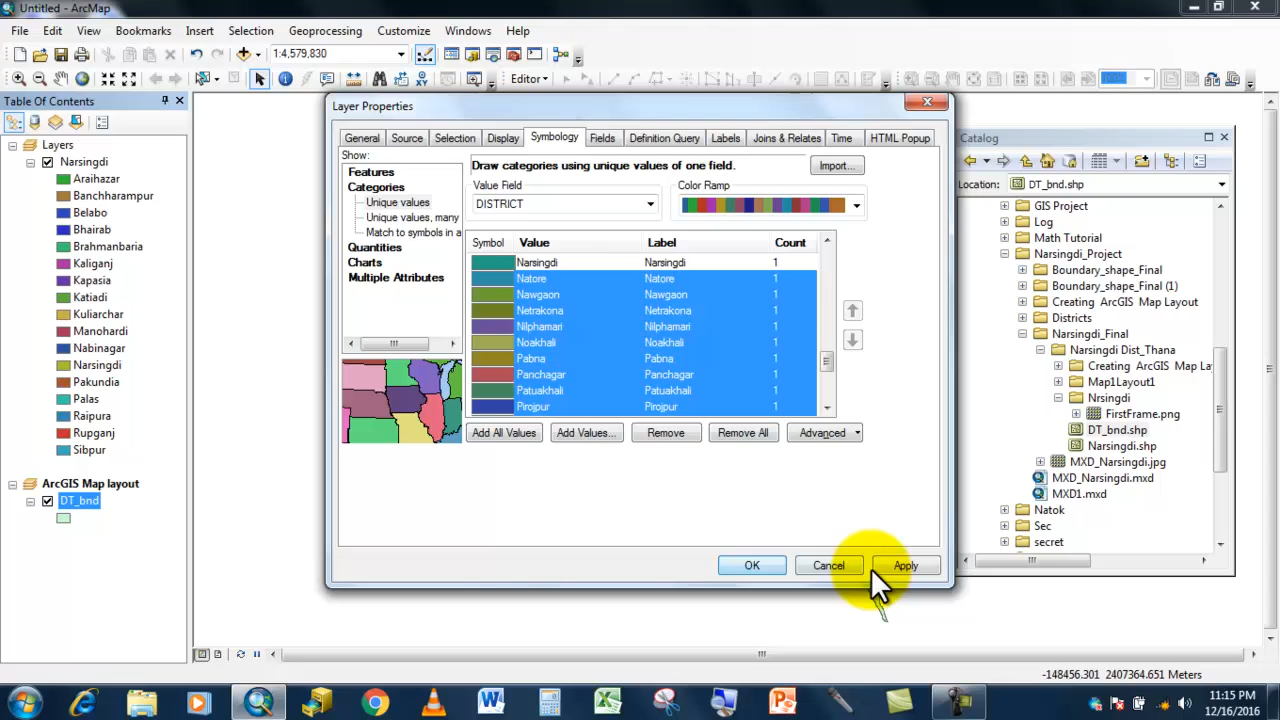 Untitled - ArcMap
File Edit View Bookmarks Insert Selection Geoprocessing Customize Windows Help
1:4,579,830
Editor
Table Of Contents
Layers
Narsingdi
Araihazar
Banchharampur
Belabo
Bhairab
Brahmanbaria
Kaliganj
Kapasia
Katiadi
Kuliarchar
Manohardi
Nabinagar
Narsingdi
Pakundia
Palas
Raipura
Rupganj
Sibpur
ArcGIS Map layout
DT_bnd
Layer Properties
General Source Selection Display Symbology Fields Definition Query Labels Joins & Relates Time HTML Popup
Show:
Features
Categories
Unique values
Unique values, many
Match to symbols in a
Quantities
Charts
Multiple Attributes
Draw categories using unique values of one field.
Import...
Value Field
DISTRICT
Color Ramp
Symbol Value Label Count
Narsingdi Narsingdi 1
Natore Natore 1
Nawgaon Nawgaon 1
Netrakona Netrakona 1
Nilphamari Nilphamari 1
Noakhali Noakhali 1
Pabna Pabna 1
Panchagar Panchagar 1
Patuakhali Patuakhali 1
Pirojpur Pirojpur 1
Add All Values Add Values... Remove Remove All Advanced
OK Cancel Apply
Catalog
Location: DT_bnd.shp
GIS Project
Log
Math Tutorial
Narsingdi_Project
Boundary_shape_Final
Boundary_shape_Final (1)
Creating ArcGIS Map Layout
Districts
Narsingdi_Final
Narsingdi Dist_Thana
Creating ArcGIS Map La
Map1Layout1
Nrsingdi
FirstFrame.png
DT_bnd.shp
Narsingdi.shp
MXD_Narsingdi.jpg
MXD_Narsingdi.mxd
MXD1.mxd
Natok
Sec
secret
-148456.301 2407364.651 Meters
11:15 PM
12/16/2016